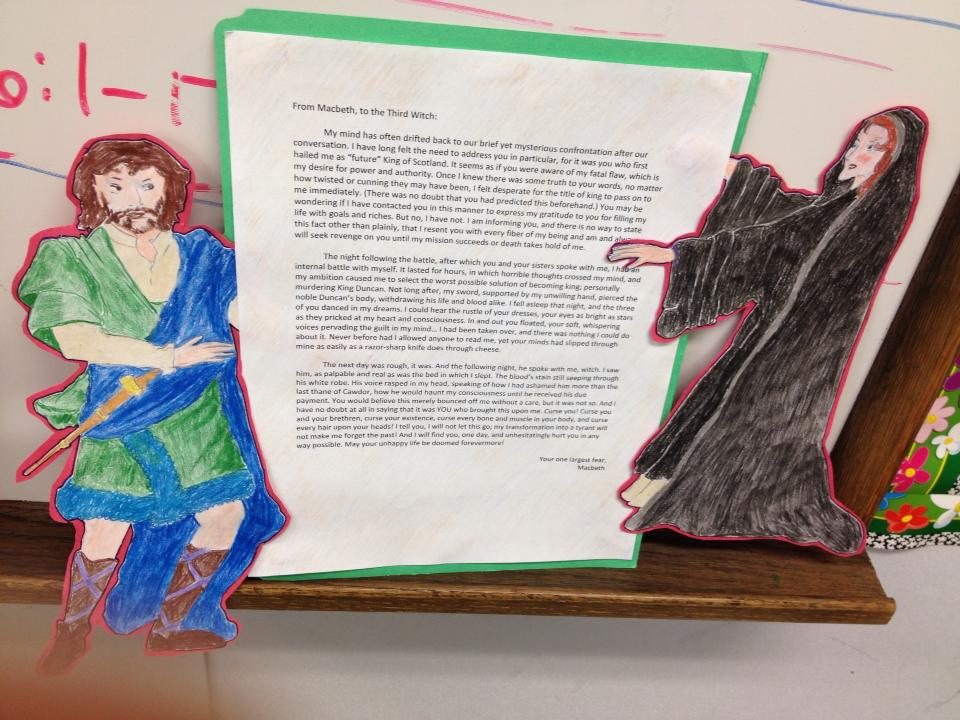 o:1-r
From Macbeth, to the Third Witch:
My mind has often drifted back to our brief yet mysterious confrontation after our
conversation. I have long felt the need to address you in particular, for it was you who first
hailed me as "future" King of Scotland. It seems as if you were aware of my fatal flaw, which is
my desire for power and authority. Once I knew there was some truth to your words, no matter
how twisted or cunning they may have been, I felt desperate for the title of king to pass on to
me immediately. (There was no doubt that you had predicted this beforehand.) You may be
wondering if I have contacted you in this manner to express my gratitude to you for filling my
life with goals and riches. But no, I have not. I am informing you, and there is no way to state
this fact other than plainly, that I resent you with every fiber of my being and am and
will seek revenge on you until my mission succeeds or death takes hold of me.
The night following the battle, after which you and your sisters spoke with me, I had an
internal battle with myself. It lasted for hours, in which horrible thoughts crossed my mind, and
my ambition caused me to select the worst possible solution of becoming king; personally
murdering King Duncan. Not long after, my sword, supported by my unwilling hand, pierced the
noble Duncan's body, withdrawing his life and blood alike. I fell asleep that night, and the three
of you danced in my dreams. I could hear the rustle of your dresses, your eyes as bright as stars
as they pricked at my heart and consciousness. In and out you floated, your soft, whispering
voices pervading the guilt in my mind... I had been taken over, and there was nothing I could do
about it. Never before had I allowed anyone to read me, yet your minds had slipped through
mine as easily as a razor-sharp knife does through cheese.
The next day was rough, it was. And the following night, he spoke with me, witch. I saw
him, as palpable and real as was the bed in which I slept. The blood's stain still seeping through
his white robe. His voice rasped in my head, speaking of how I had ashamed him more than the
last thane of Cawdor, how he would haunt my consciousness until he received his due
payment. You would believe this merely bounced off me without a care, but it was not so. And I
have no doubt at all in saying that it was YOU who brought this upon me. Curse you! Curse you
and your brethren, curse your existence, curse every bone and muscle in your body, and curse
every hair upon your heads! I tell you, I will not let this go; my transformation into a tyrant will
not make me forget the past! And I will find you, one day, and unhesitatingly hurt you in any
way possible. May your unhappy life be doomed forevermore!
Your one largest fear,
Macbeth